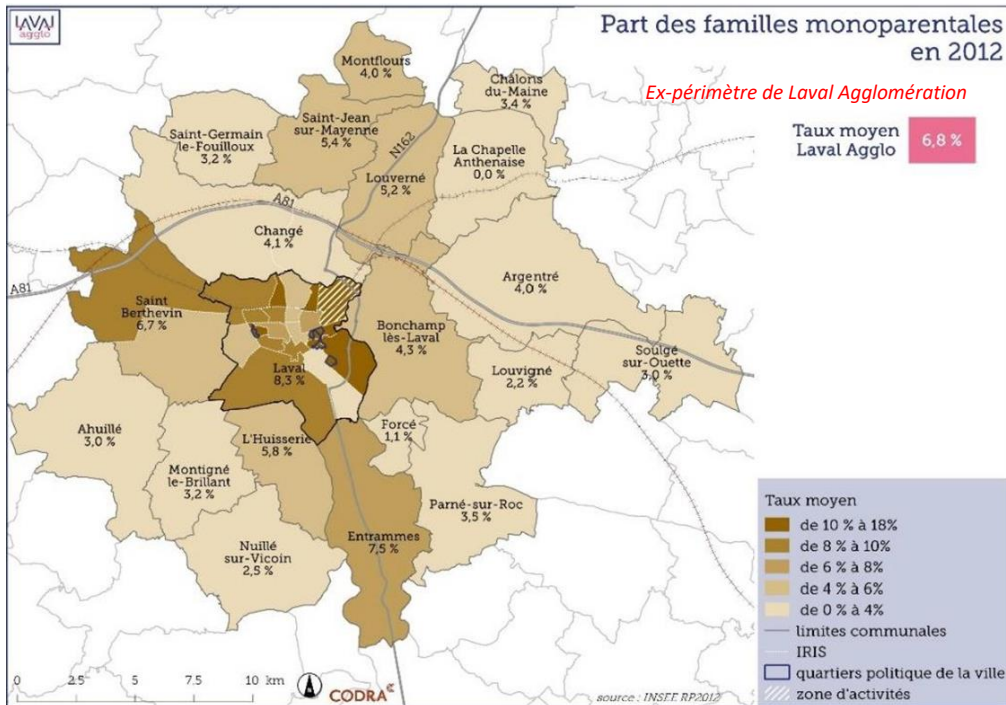 LAVAL
agglo
Part des familles monoparentales
en 2012
Ex-périmètre de Laval Agglomération
Taux moyen
Laval Agglo
6,8 %
Montflours
4,0 %
Châlons
du-Maine
3,4 %
Saint-Jean
sur-Mayenne
5,4 %
Saint-Germain
le-Fouilloux
3,2 %
N162
La Chapelle
Anthenaise
0,0 %
Louverné
5,2 %
A81
Changé
4,1 %
Argentré
4,0 %
A81
Saint
Berthevin
6,7 %
Bonchamp
lès-Laval
4,3 %
Soulgé
sur-Ouette
3,0 %
Louvigné
2,2 %
Laval
8,3 %
Ahuillé
3,0 %
L'Huisserie
5,8 %
Forcé
1,1 %
Montigné
le-Brillant
3,2 %
Parné-sur-Roc
3,5 %
Entrammes
7,5 %
Nuillé
sur-Vicoin
2,5 %
Taux moyen
de 10 % à 18%
de 8 % à 10%
de 6 % à 8%
de 4 % à 6%
de 0 % à 4%
limites communales
IRIS
quartiers politique de la ville
zone d'activités
0 2,5 5 10 km
CODRA
source : INSEE RP2012